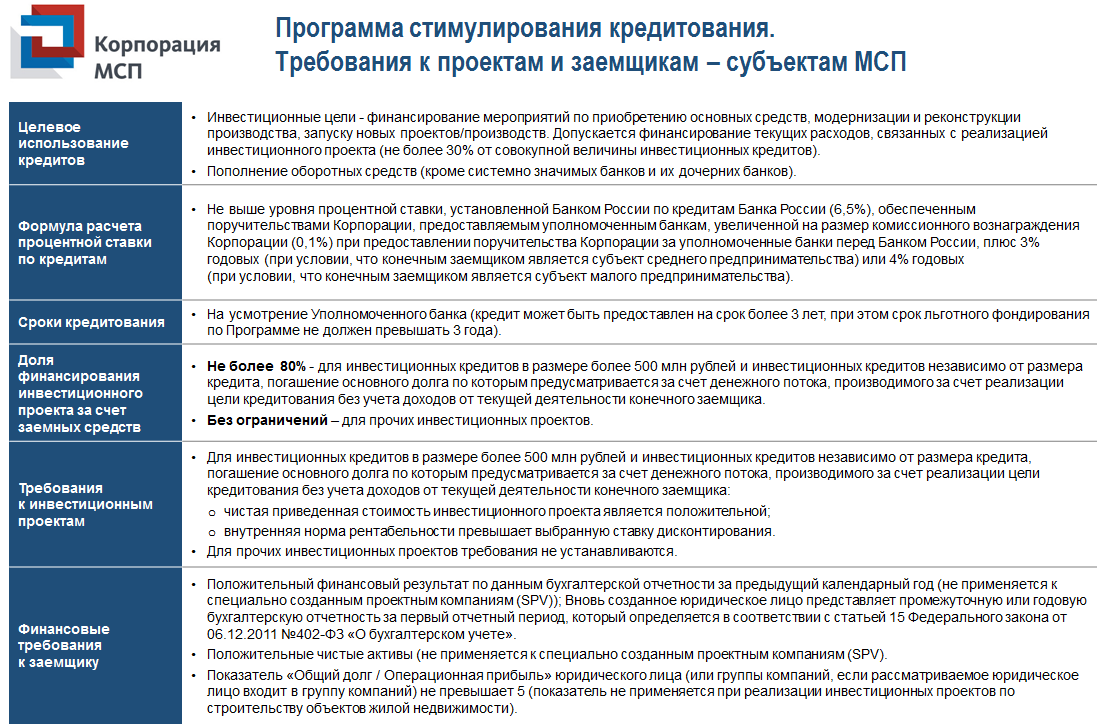 Корпорация
МСП
Программа стимулирования кредитования.
Требования к проектам и заемщикам – субъектам МСП
Целевое
использование
кредитов
• Инвестиционные цели - финансирование мероприятий по приобретению основных средств, модернизации и реконструкции
производства, запуску новых проектов/производств. Допускается финансирование текущих расходов, связанных с реализацией
инвестиционного проекта (не более 30% от совокупной величины инвестиционных кредитов).
• Пополнение оборотных средств (кроме системно значимых банков и их дочерних банков).
Формула расчета
процентной ставки
по кредитам
• Не выше уровня процентной ставки, установленной Банком России по кредитам Банка России (6,5%), обеспеченным
поручительствами Корпорации, предоставляемым уполномоченным банкам, увеличенной на размер комиссионного вознаграждения
Корпорации (0,1%) при предоставлении поручительства Корпорации за уполномоченные банки перед Банком России, плюс 3%
годовых (при условии, что конечным заемщиком является субъект среднего предпринимательства) или 4% годовых
(при условии, что конечным заемщиком является субъект малого предпринимательства).
Сроки кредитования
• На усмотрение Уполномоченного банка (кредит может быть предоставлен на срок более 3 лет, при этом срок льготного фондирования
по Программе не должен превышать 3 года).
Доля
финансирования
инвестиционного
проекта за счет
заемных средств
• Не более 80% - для инвестиционных кредитов в размере более 500 млн рублей и инвестиционных кредитов независимо от размера
кредита, погашение основного долга по которым предусматривается за счет денежного потока, производимого за счет реализации
цели кредитования без учета доходов от текущей деятельности конечного заемщика.
• Без ограничений – для прочих инвестиционных проектов.
Требования
к инвестиционным
проектам
• Для инвестиционных кредитов в размере более 500 млн рублей и инвестиционных кредитов независимо от размера кредита,
погашение основного долга по которым предусматривается за счет денежного потока, производимого за счет реализации цели
кредитования без учета доходов от текущей деятельности конечного заемщика:
o чистая приведенная стоимость инвестиционного проекта является положительной;
o внутренняя норма рентабельности превышает выбранную ставку дисконтирования.
• Для прочих инвестиционных проектов требования не устанавливаются.
Финансовые
требования
к заемщику
• Положительный финансовый результат по данным бухгалтерской отчетности за предыдущий календарный год (не применяется к
специально созданным проектным компаниям (SPV)); Вновь созданное юридическое лицо представляет промежуточную или годовую
бухгалтерскую отчетность за первый отчетный период, который определяется в соответствии с статьей 15 Федерального закона от
06.12.2011 №402-ФЗ «О бухгалтерском учете».
• Положительные чистые активы (не применяется к специально созданным проектным компаниям (SPV).
• Показатель «Общий долг / Операционная прибыль» юридического лица (или группы компаний, если рассматриваемое юридическое
лицо входит в группу компаний) не превышает 5 (показатель не применяется при реализации инвестиционных проектов по
строительству объектов жилой недвижимости).